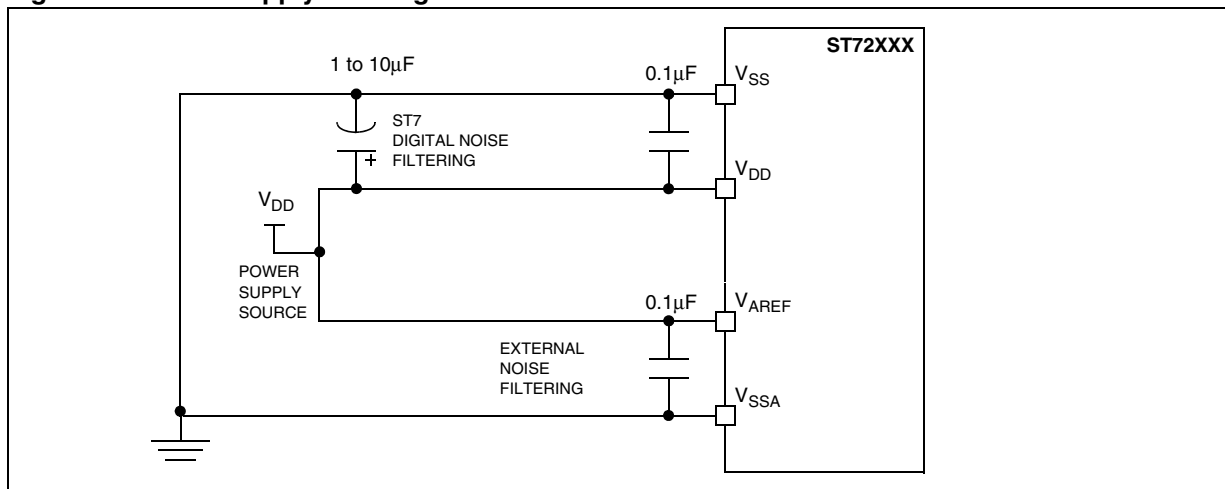 ST72XXX
1 to 10μF
0.1μF
VSS
ST7
DIGITAL NOISE
+ FILTERING
VDD
VDD
POWER
SUPPLY
SOURCE
0.1μF
VAREF
EXTERNAL
NOISE
FILTERING
VSSA